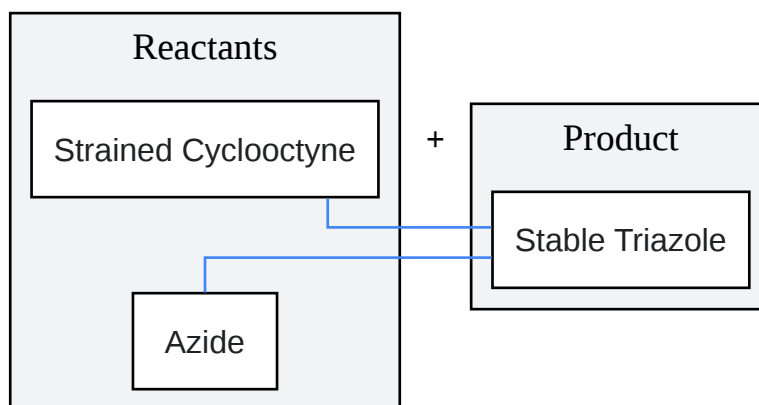 Reactants
Strained Cyclooctyne
+
Product
Stable Triazole
Azide